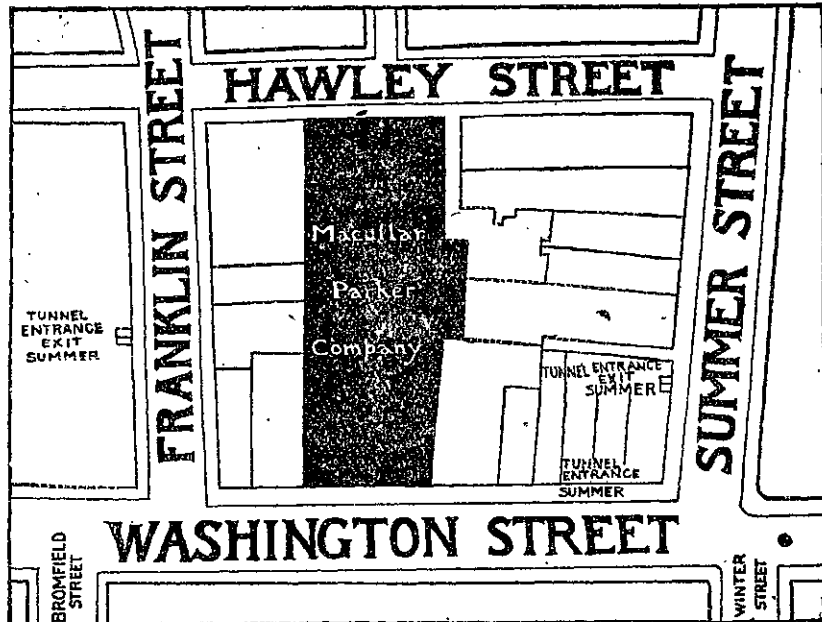 HAWLEY STREET
FRANKLIN STREET
SUMMER STREET
Macullar
Parker
Company
TUNNEL
ENTRANCE
EXIT
SUMMER
TUNNEL ENTRANCE
EXIT
SUMMER
TUNNEL
ENTRANCE
SUMMER
WASHINGTON STREET
BROMFIELD
STREET
WINTER
STREET